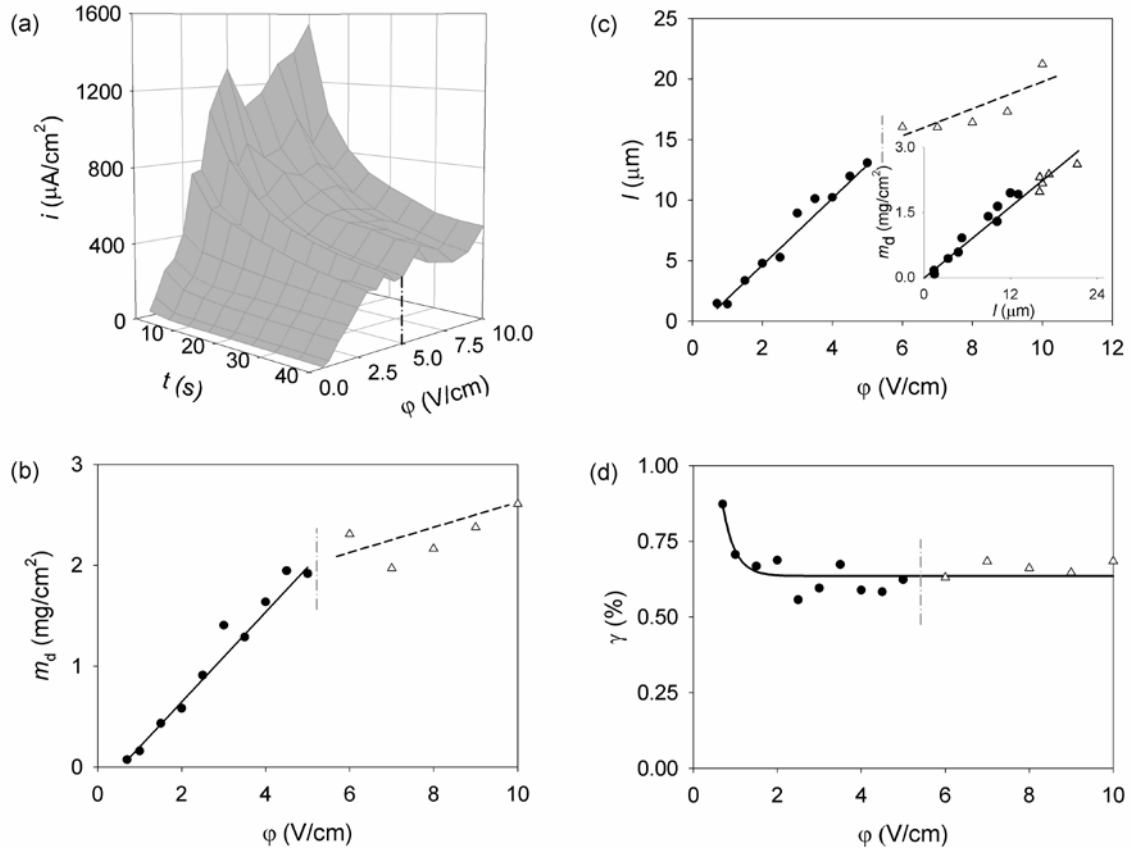 (a)
1600
1200
800
400
0
i (μA/cm²)
10
20
30
40
t (s)
0.0
2.5
5.0
7.5
10.0
φ (V/cm)
(b)
3
2
1
0
m_d (mg/cm²)
0 2 4 6 8 10
φ (V/cm)
(c)
25
20
15
10
5
0
l (μm)
0 2 4 6 8 10 12
φ (V/cm)
3.0
1.5
0.0
m_d (mg/cm²)
0 12 24
l (μm)
(d)
1.00
0.75
0.50
0.25
0.00
γ (%)
0 2 4 6 8 10
φ (V/cm)